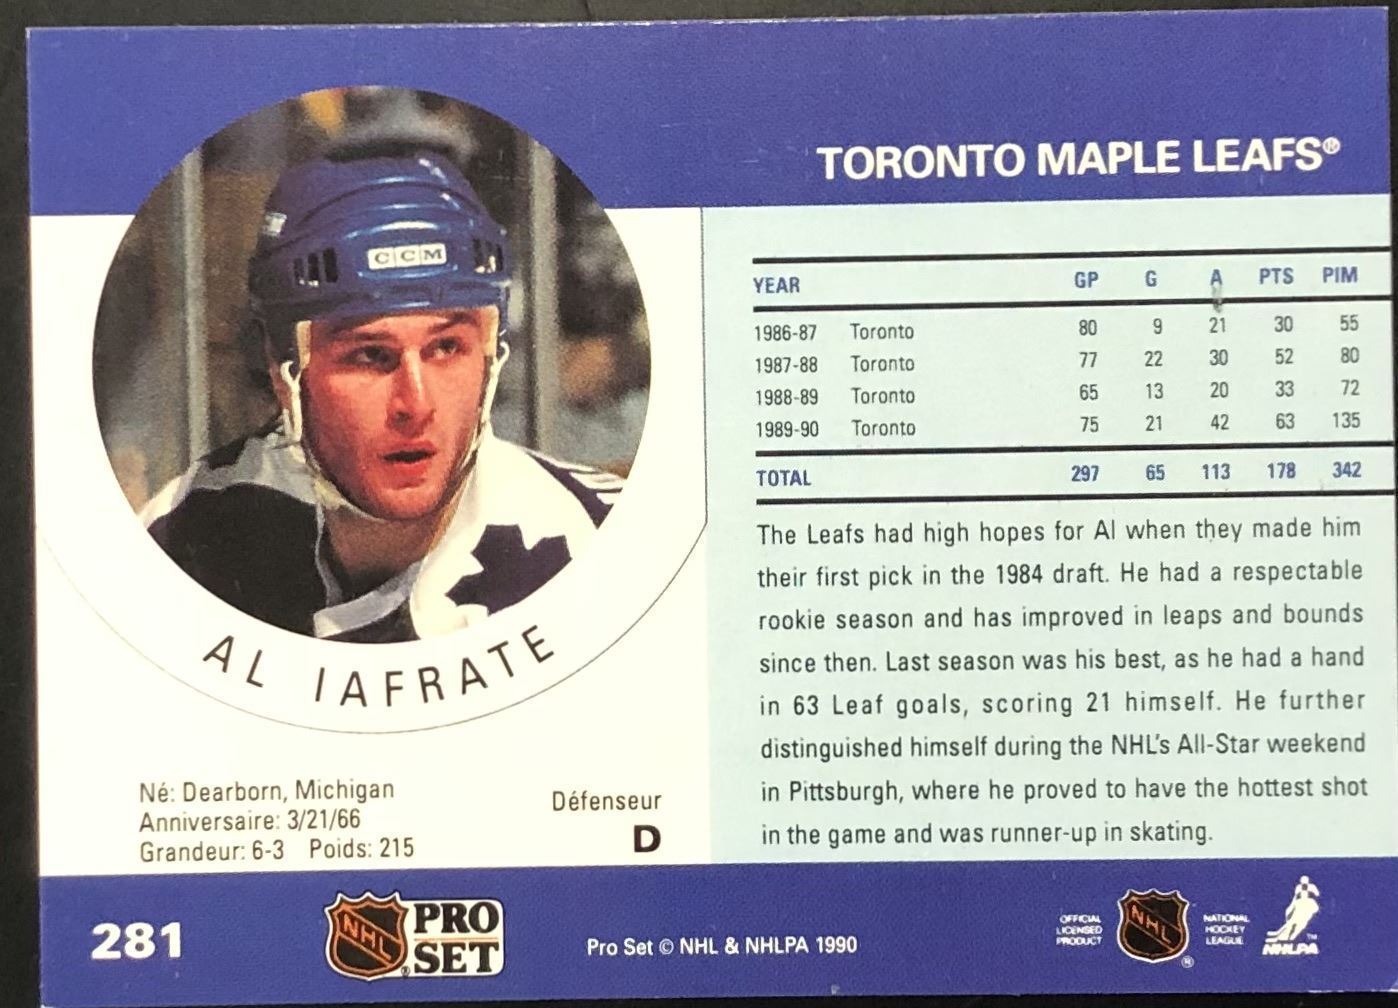 TORONTO MAPLE LEAFS®
CCM
AL IAFRATE
Né: Dearborn, Michigan
Anniversaire: 3/21/66
Grandeur: 6-3 Poids: 215
Défenseur
D
YEAR GP G A PTS PIM
1986-87 Toronto 80 9 21 30 55
1987-88 Toronto 77 22 30 52 80
1988-89 Toronto 65 13 20 33 72
1989-90 Toronto 75 21 42 63 135
TOTAL 297 65 113 178 342
The Leafs had high hopes for Al when they made him
their first pick in the 1984 draft. He had a respectable
rookie season and has improved in leaps and bounds
since then. Last season was his best, as he had a hand
in 63 Leaf goals, scoring 21 himself. He further
distinguished himself during the NHL's All-Star weekend
in Pittsburgh, where he proved to have the hottest shot
in the game and was runner-up in skating.
281
NHL ®
PRO
SET
Pro Set © NHL & NHLPA 1990
OFFICIAL
LICENSED
PRODUCT
NHL ®
NATIONAL
HOCKEY
LEAGUE
NHLPA ™